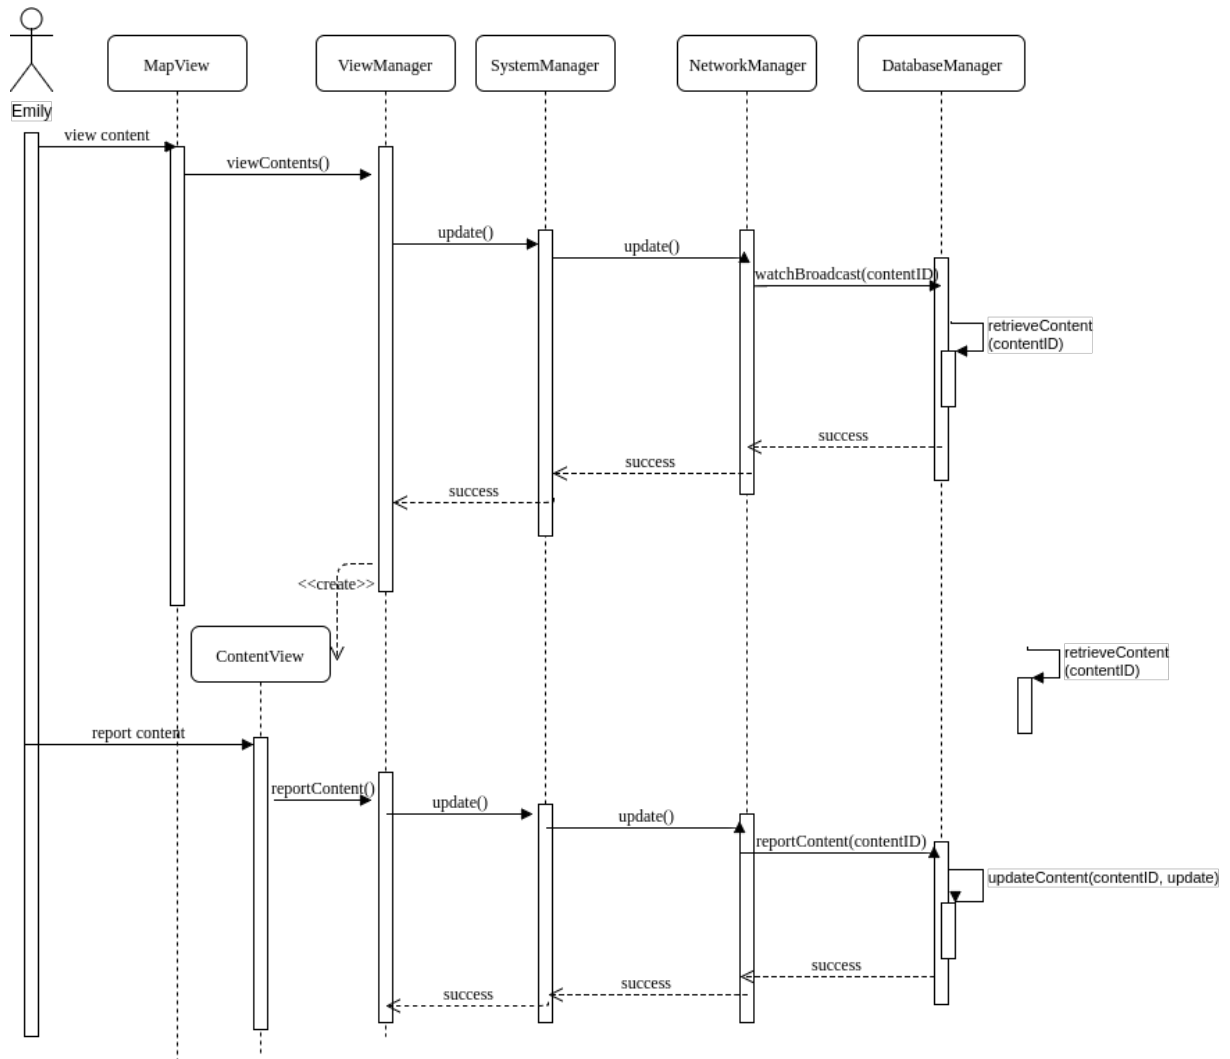 MapView
ViewManager
SystemManager
NetworkManager
DatabaseManager
Emily
view content
viewContents()
update()
update()
watchBroadcast(contentID)
retrieveContent
(contentID)
success
success
success
<<create>>
ContentView
retrieveContent
(contentID)
report content
reportContent()
update()
update()
reportContent(contentID)
updateContent(contentID, update)
success
success
success